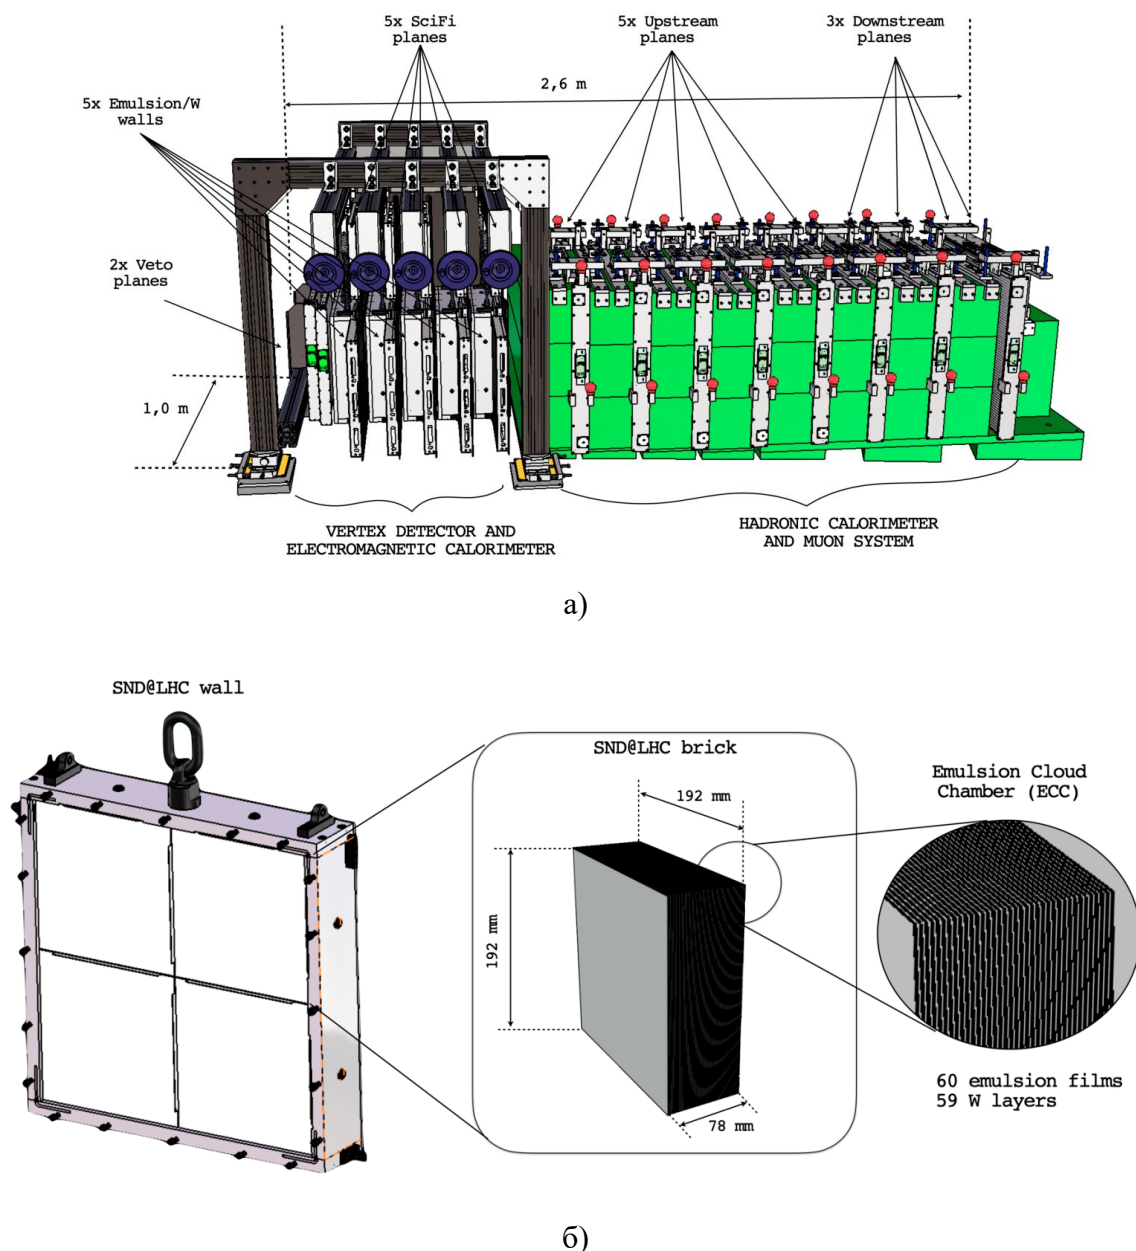 5x SciFi
planes
5x Upstream
planes
3x Downstream
planes
2,6 m
5x Emulsion/W
walls
2x Veto
planes
1,0 m
VERTEX DETECTOR AND
ELECTROMAGNETIC CALORIMETER
HADRONIC CALORIMETER
AND MUON SYSTEM
а)
SND@LHC wall
SND@LHC brick
192 mm
192 mm
78 mm
Emulsion Cloud
Chamber (ECC)
60 emulsion films
59 W layers
б)